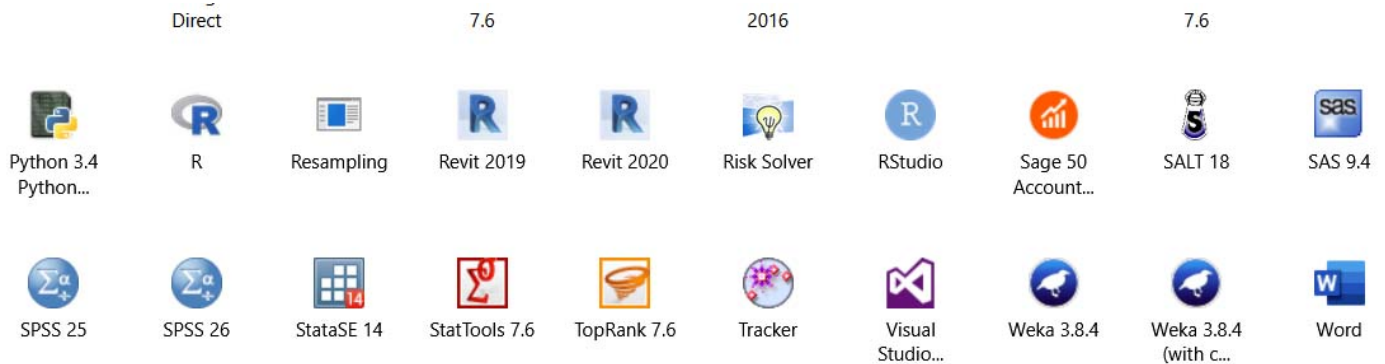 Direct 7.6 2016 7.6
Python 3.4 R Resampling Revit 2019 Revit 2020 Risk Solver RStudio Sage 50 SALT 18 SAS 9.4
Python... Account...
SPSS 25 SPSS 26 StataSE 14 StatTools 7.6 TopRank 7.6 Tracker Visual Weka 3.8.4 Weka 3.8.4 Word
Studio... (with c...